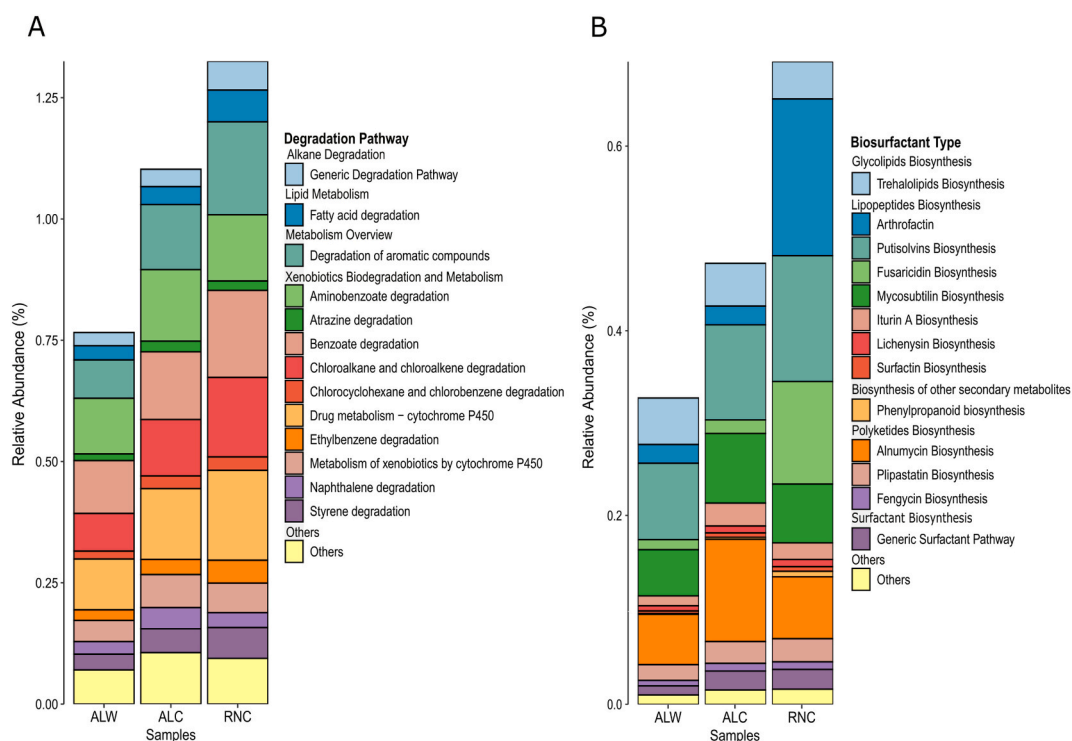 A
Relative Abundance (%)
1.25
1.00
0.75
0.50
0.25
0.00
ALW
ALC
RNC
Samples
Degradation Pathway
Alkane Degradation
Generic Degradation Pathway
Lipid Metabolism
Fatty acid degradation
Metabolism Overview
Degradation of aromatic compounds
Xenobiotics Biodegradation and Metabolism
Aminobenzoate degradation
Atrazine degradation
Benzoate degradation
Chloroalkane and chloroalkene degradation
Chlorocyclohexane and chlorobenzene degradation
Drug metabolism − cytochrome P450
Ethylbenzene degradation
Metabolism of xenobiotics by cytochrome P450
Naphthalene degradation
Styrene degradation
Others
Others
B
Relative Abundance (%)
0.6
0.4
0.2
0.0
ALW
ALC
RNC
Samples
Biosurfactant Type
Glycolipids Biosynthesis
Trehalolipids Biosynthesis
Lipopeptides Biosynthesis
Arthrofactin
Putisolvins Biosynthesis
Fusaricidin Biosynthesis
Mycosubtilin Biosynthesis
Iturin A Biosynthesis
Lichenysin Biosynthesis
Surfactin Biosynthesis
Biosynthesis of other secondary metabolites
Phenylpropanoid biosynthesis
Polyketides Biosynthesis
Alnumycin Biosynthesis
Plipastatin Biosynthesis
Fengycin Biosynthesis
Surfactant Biosynthesis
Generic Surfactant Pathway
Others
Others